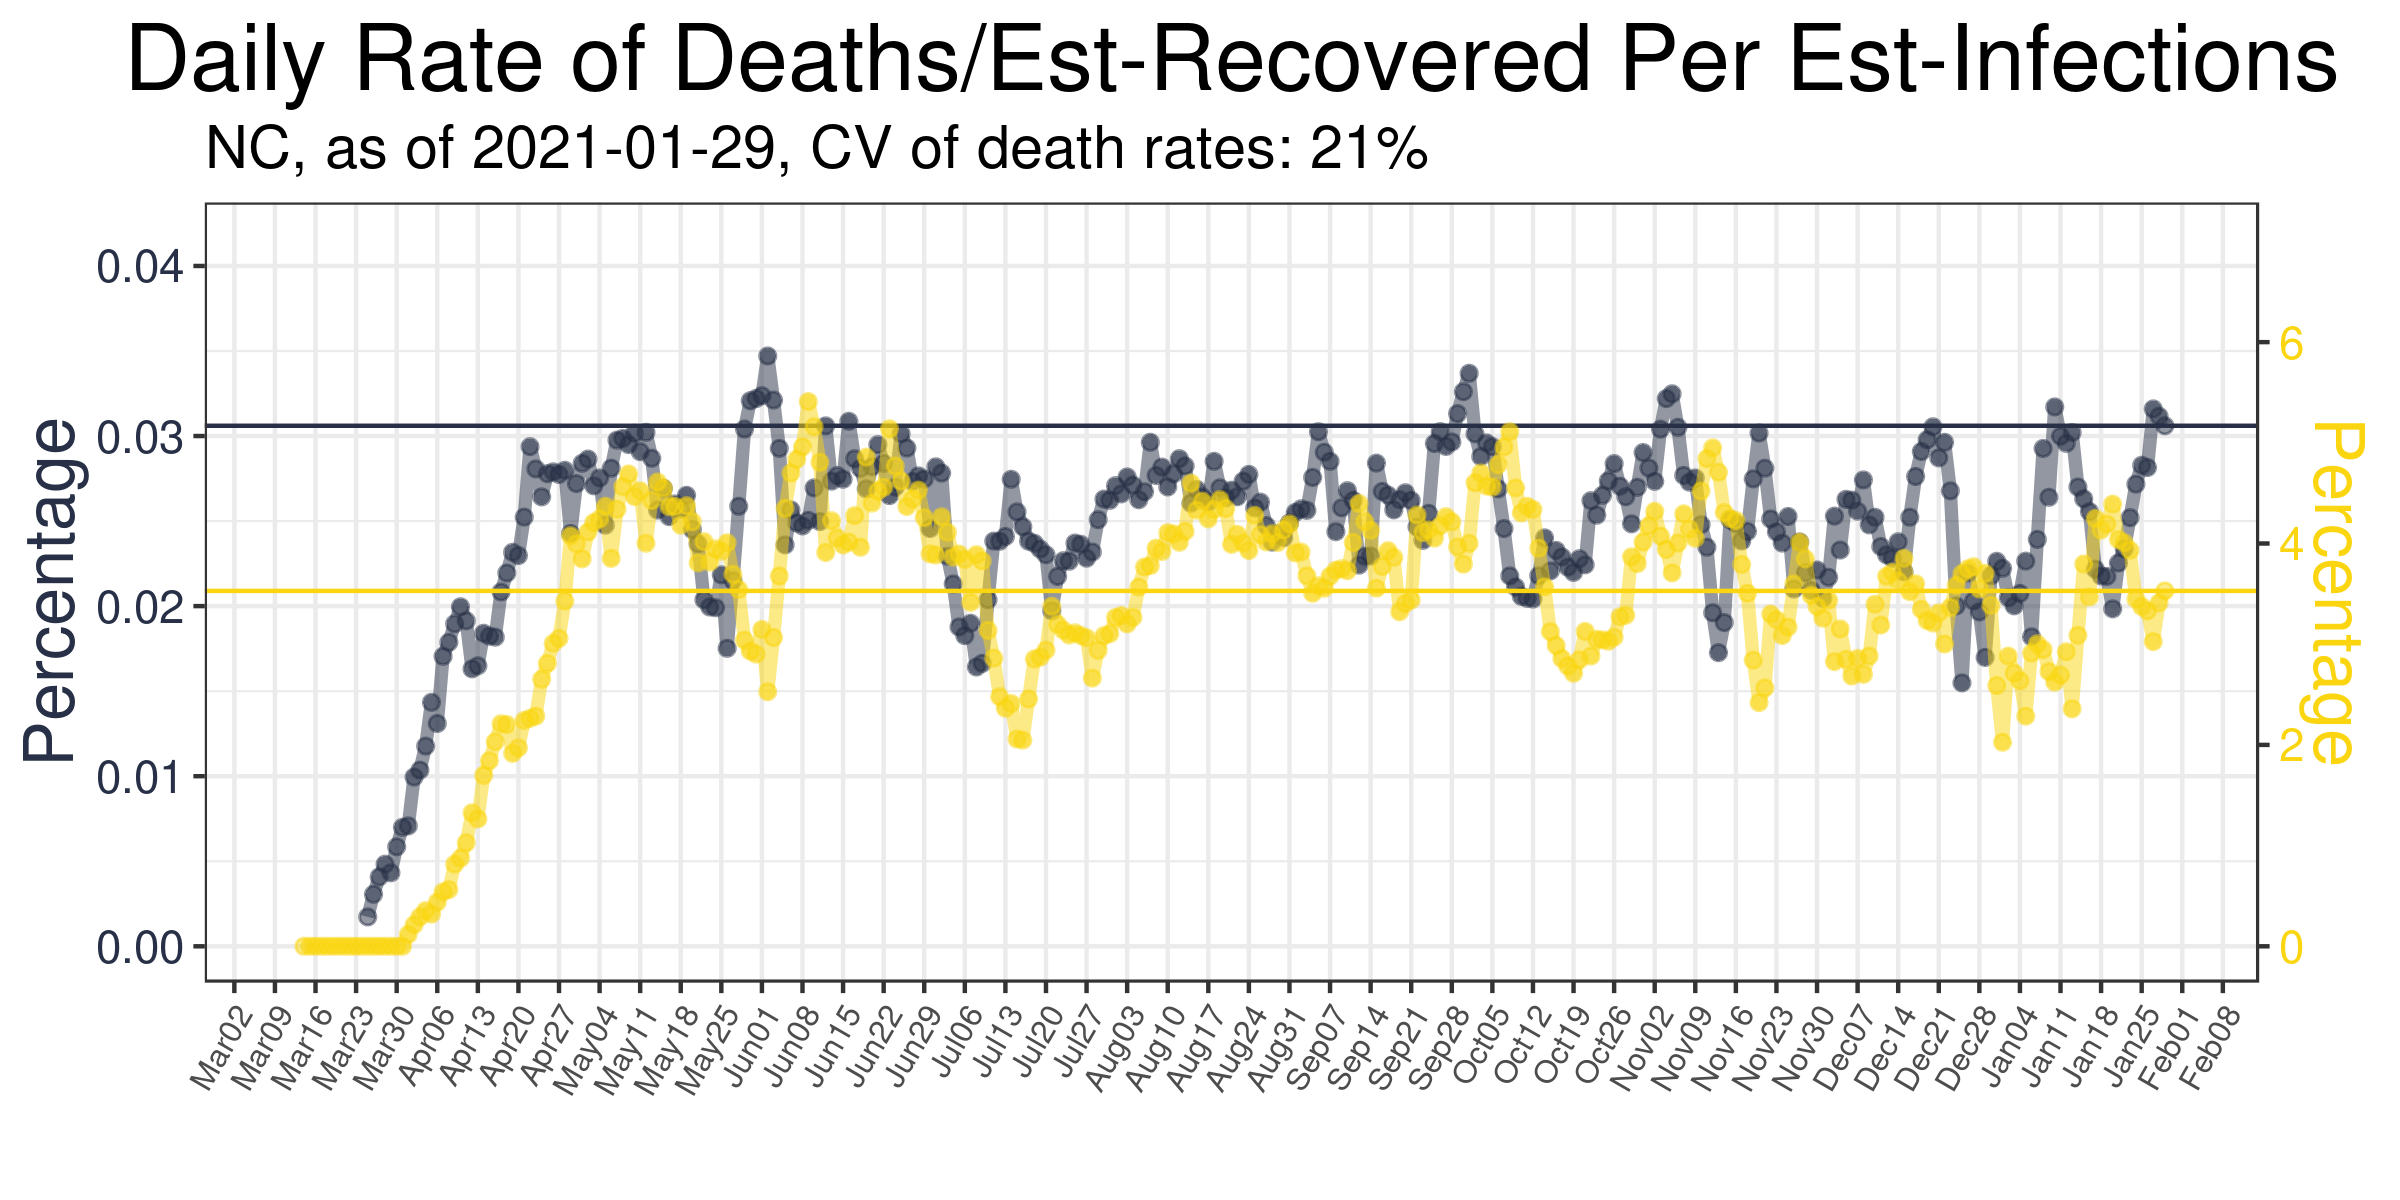 Daily Rate of Deaths/Est-Recovered Per Est-Infections
NC, as of 2021-01-29, CV of death rates: 21%
Percentage
0.04
0.03
0.02
0.01
0.00
6
4
2
0
Percentage
Mar02
Mar09
Mar16
Mar23
Mar30
Apr06
Apr13
Apr20
Apr27
May04
May11
May18
May25
Jun01
Jun08
Jun15
Jun22
Jun29
Jul06
Jul13
Jul20
Jul27
Aug03
Aug10
Aug17
Aug24
Aug31
Sep07
Sep14
Sep21
Sep28
Oct05
Oct12
Oct19
Oct26
Nov02
Nov09
Nov16
Nov23
Nov30
Dec07
Dec14
Dec21
Dec28
Jan04
Jan11
Jan18
Jan25
Feb01
Feb08